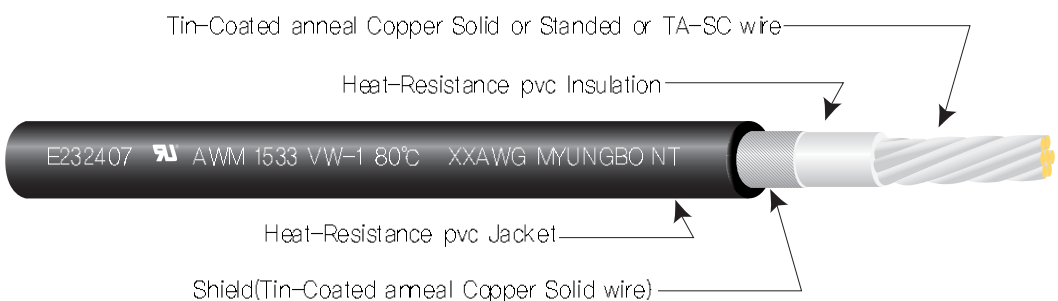 Tin-Coated anneal Copper Solid or Standed or TA-SC wire
Heat-Resistance pvc Insulation
E232407 RU AWM 1533 VW-1 80℃ XXAWG MYUNGBO NT
Heat-Resistance pvc Jacket
Shield(Tin-Coated anneal Copper Solid wire)